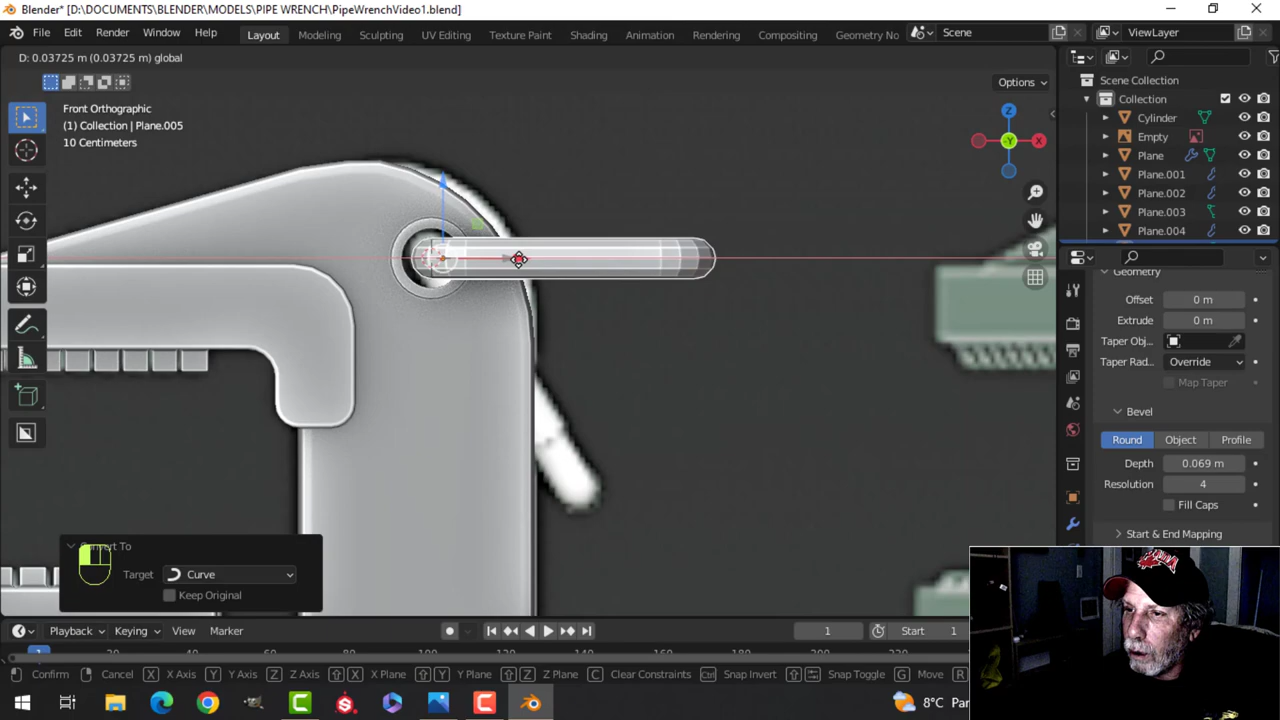 Blender* [D:\DOCUMENTS\BLENDER\MODELS\PIPE WRENCH\PipeWrenchVideo1.blend]
File Edit Render Window Help Layout Modeling Sculpting UV Editing Texture Paint Shading Animation Rendering Compositing Geometry No Scene ViewLayer
D: 0.03725 m (0.03725 m) global
Options
Front Orthographic
(1) Collection | Plane.005
10 Centimeters
Z
Y
X
Scene Collection
Collection
Cylinder
Empty
Plane
Plane.001
Plane.002
Plane.003
Plane.004
Geometry
Offset 0 m
Extrude 0 m
Taper Obj...
Taper Rad... Override
Map Taper
Bevel
Round Object Profile
Depth 0.069 m
Resolution 4
Fill Caps
Start & End Mapping
Convert To
Target Curve
Keep Original
Playback Keying View Marker 1 Start 1
Confirm Cancel X X Axis Y Y Axis Z Z Axis X X Plane Y Y Plane Z Z Plane C Clear Constraints Ctrl Snap Invert Snap Toggle G Move R
8°C